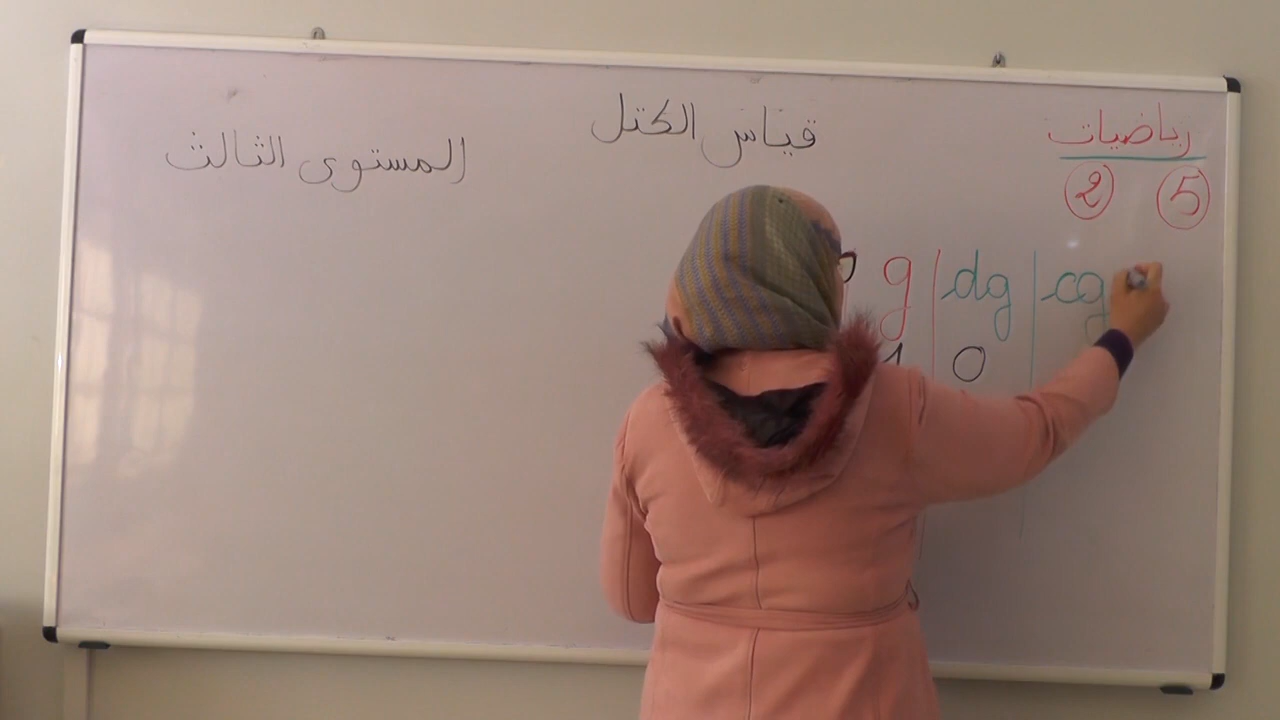 رياضيات
قياس الكتل
المستوى الثالث
5 2
g | dg | cg
1 | 0